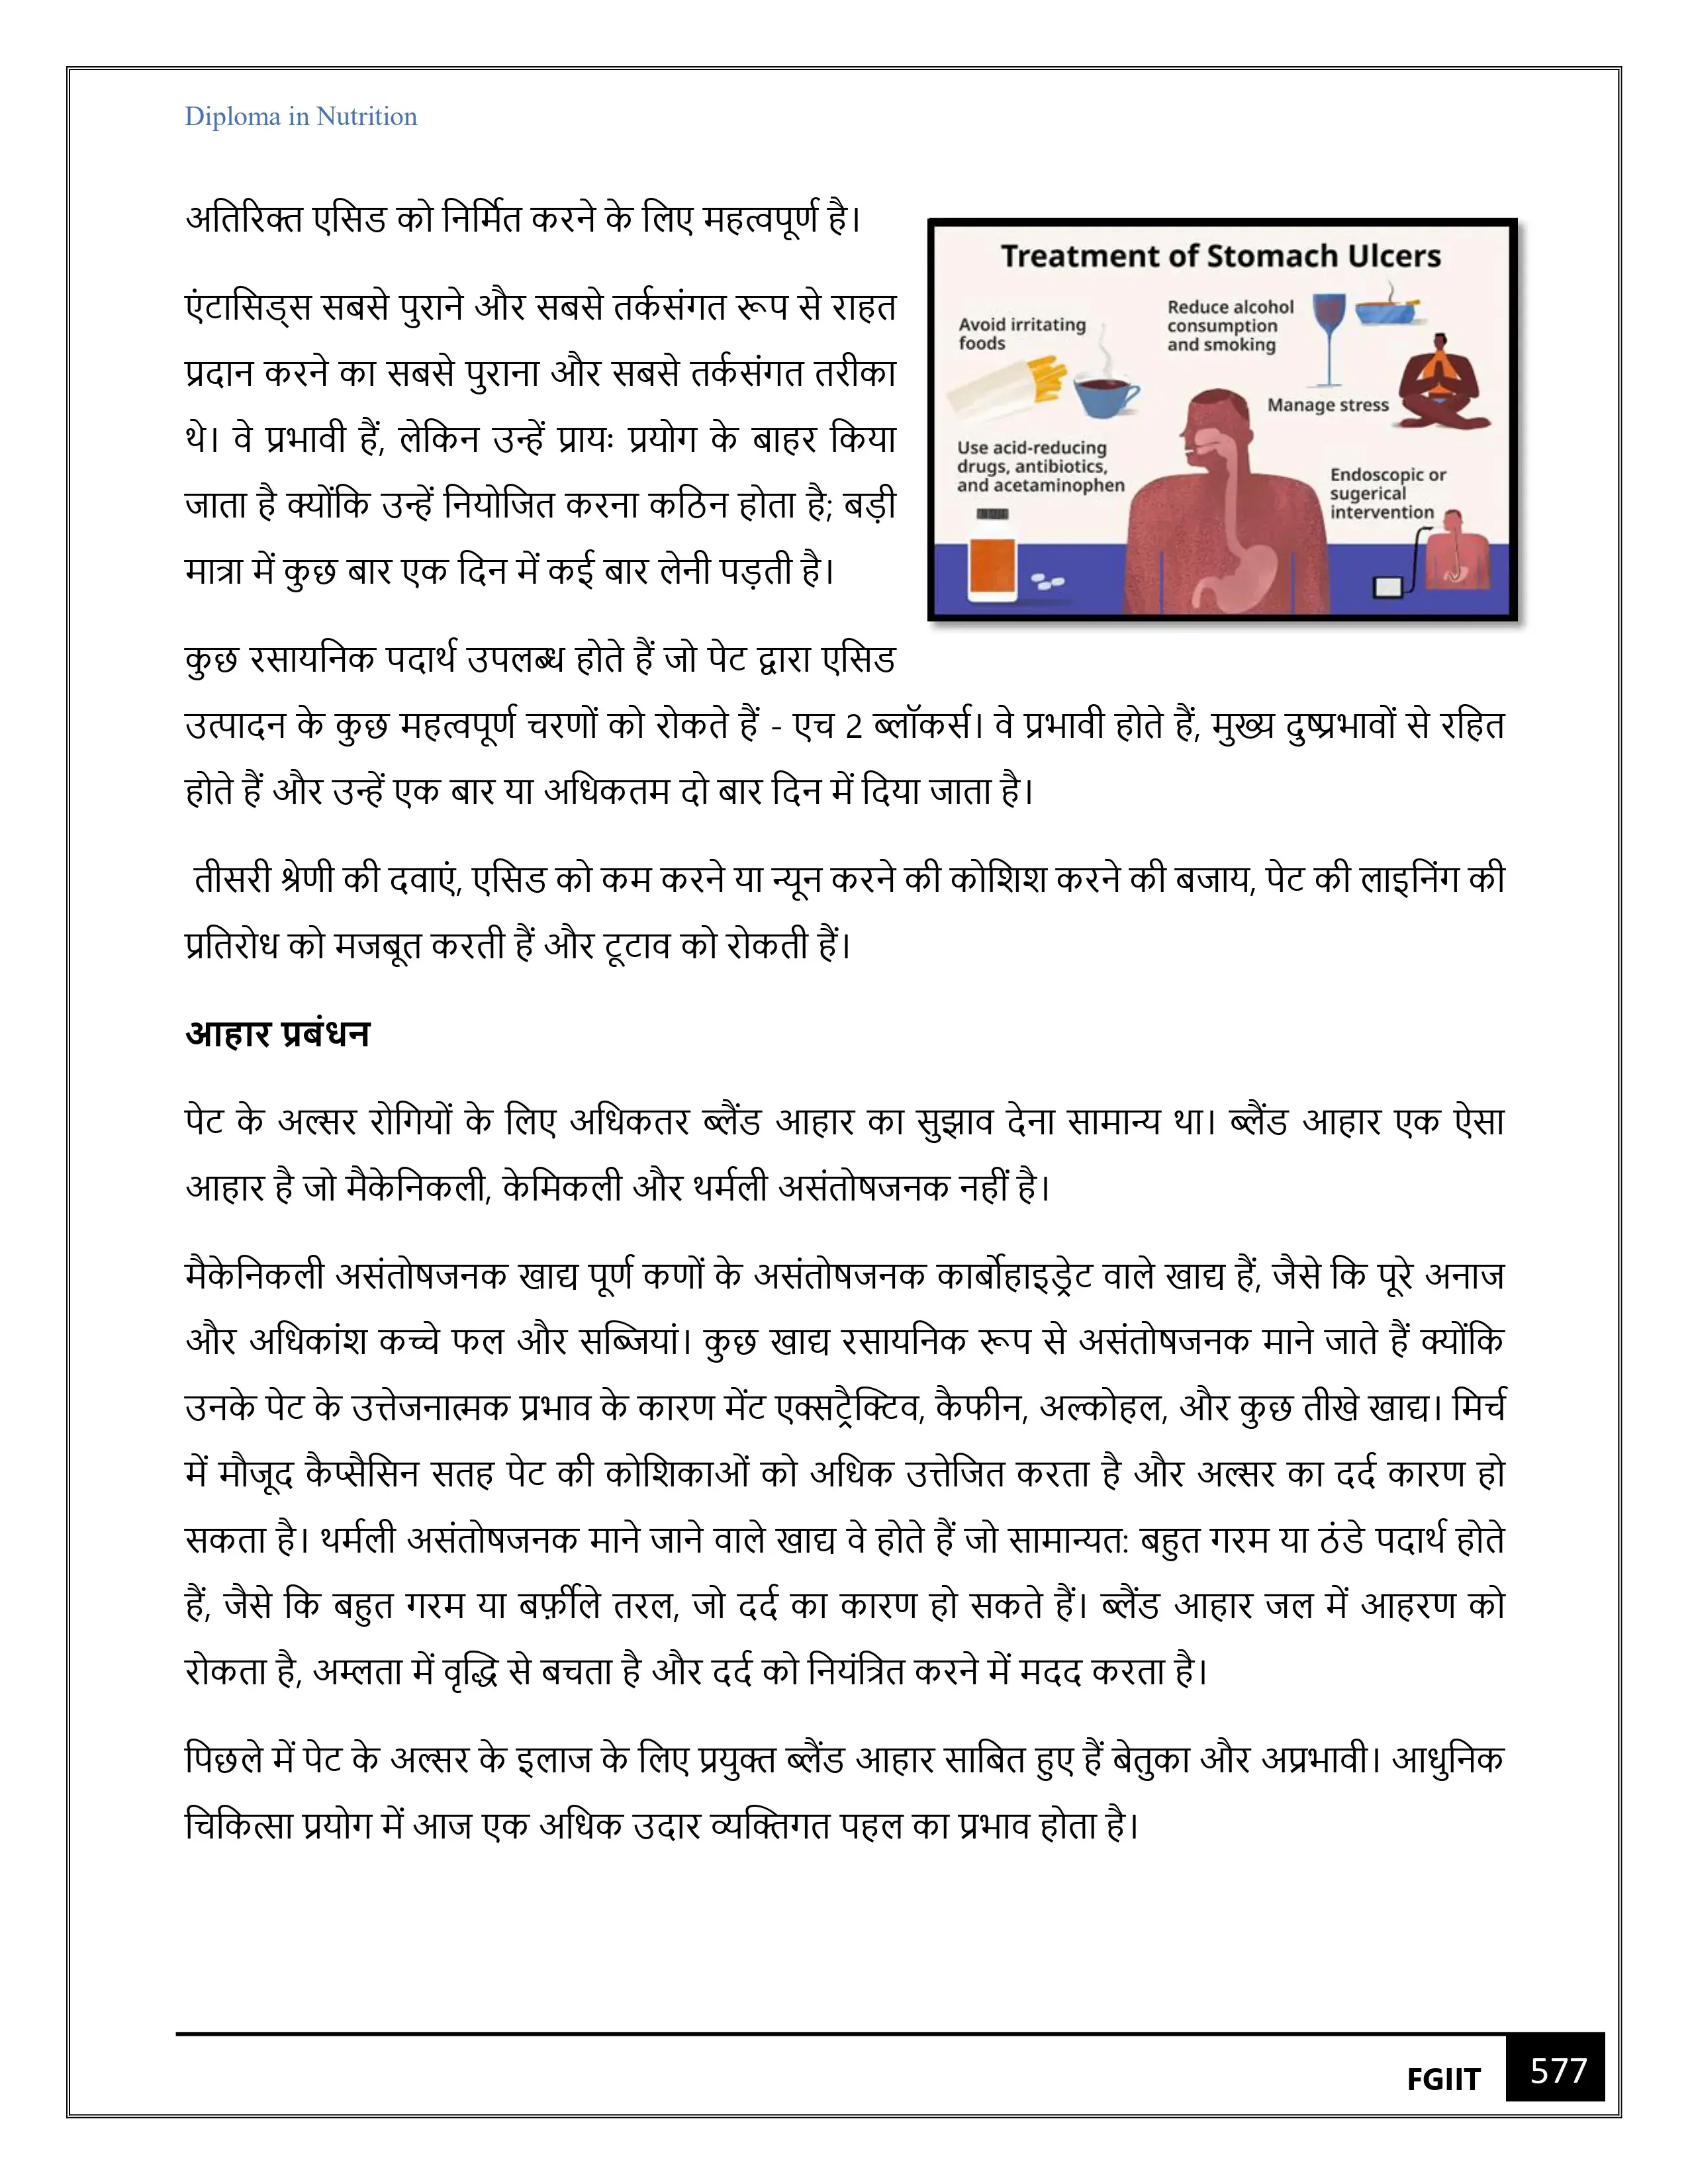 Diploma in Nutrition
अतिरिक्त एसिड को निर्मित करने के लिए महत्वपूर्ण है।
एंटासिड्स सबसे पुराने और सबसे तर्कसंगत रूप से राहत
प्रदान करने का सबसे पुराना और सबसे तर्कसंगत तरीका
थे। वे प्रभावी हैं, लेकिन उन्हें प्रायः प्रयोग के बाहर किया
जाता है क्योंकि उन्हें नियोजित करना कठिन होता है; बड़ी
मात्रा में कुछ बार एक दिन में कई बार लेनी पड़ती है।
Treatment of Stomach Ulcers
Avoid irritating
foods
Reduce alcohol
consumption
and smoking
Manage stress
Use acid-reducing
drugs, antibiotics,
and acetaminophen
Endoscopic or
sugerical
intervention
कुछ रसायनिक पदार्थ उपलब्ध होते हैं जो पेट द्वारा एसिड
उत्पादन के कुछ महत्वपूर्ण चरणों को रोकते हैं - एच 2 ब्लॉकर्स। वे प्रभावी होते हैं, मुख्य दुष्प्रभावों से रहित
होते हैं और उन्हें एक बार या अधिकतम दो बार दिन में दिया जाता है।
तीसरी श्रेणी की दवाएं, एसिड को कम करने या न्यून करने की कोशिश करने की बजाय, पेट की लाइनिंग की
प्रतिरोध को मजबूत करती हैं और टूटाव को रोकती हैं।
आहार प्रबंधन
पेट के अल्सर रोगियों के लिए अधिकतर ब्लैंड आहार का सुझाव देना सामान्य था। ब्लैंड आहार एक ऐसा
आहार है जो मैकेनिकली, केमिकली और थर्मली असंतोषजनक नहीं है।
मैकेनिकली असंतोषजनक खाद्य पूर्ण कणों के असंतोषजनक कार्बोहाइड्रेट वाले खाद्य हैं, जैसे कि पूरे अनाज
और अधिकांश कच्चे फल और सब्जियां। कुछ खाद्य रसायनिक रूप से असंतोषजनक माने जाते हैं क्योंकि
उनके पेट के उत्तेजनात्मक प्रभाव के कारण मेंट एक्सट्रैक्टिव, कैफीन, अल्कोहल, और कुछ तीखे खाद्य। मिर्च
में मौजूद कैप्सैसिन सतह पेट की कोशिकाओं को अधिक उत्तेजित करता है और अल्सर का दर्द कारण हो
सकता है। थर्मली असंतोषजनक माने जाने वाले खाद्य वे होते हैं जो सामान्यतः बहुत गरम या ठंडे पदार्थ होते
हैं, जैसे कि बहुत गरम या बर्फ़ीले तरल, जो दर्द का कारण हो सकते हैं। ब्लैंड आहार जल में आहरण को
रोकता है, अम्लता में वृद्धि से बचता है और दर्द को नियंत्रित करने में मदद करता है।
पिछले में पेट के अल्सर के इलाज के लिए प्रयुक्त ब्लैंड आहार साबित हुए हैं बेतुका और अप्रभावी। आधुनिक
चिकित्सा प्रयोग में आज एक अधिक उदार व्यक्तिगत पहल का प्रभाव होता है।
FGIIT
577